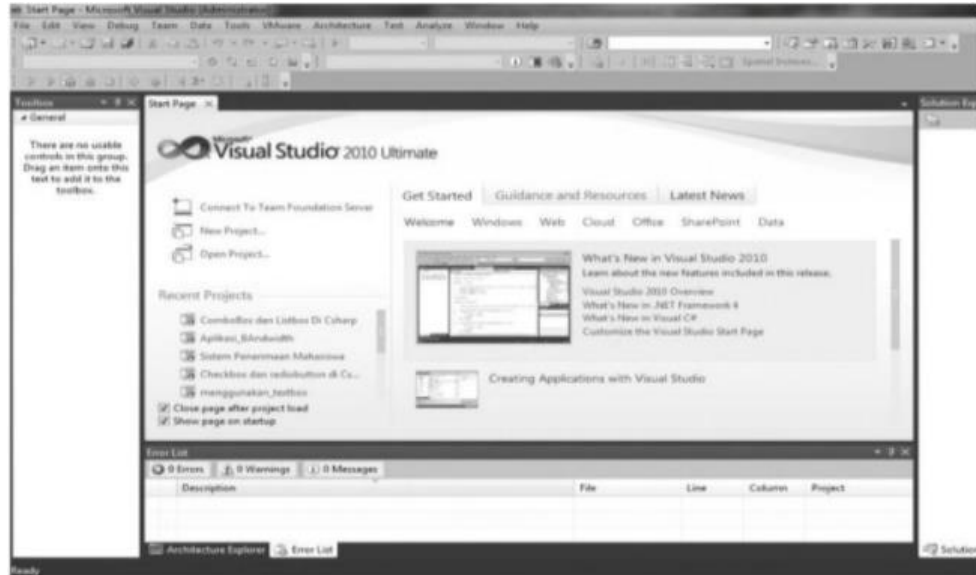 Start Page - Microsoft Visual Studio (Administrator)
File Edit View Debug Team Data Tools VMware Architecture Test Analyze Window Help
Toolbox
General
There are no usable
controls in this group.
Drag an item onto this
text to add it to the
toolbox.
Start Page
Microsoft
Visual Studio 2010 Ultimate
Connect To Team Foundation Server
New Project...
Open Project...
Recent Projects
ComboBox dan Listbox Di Csharp
Aplikasi_BAndwidth
Sistem Penerimaan Mahasiswa
Checkbox dan radiobutton di Cs...
menggunakan_textbox
Close page after project load
Show page on startup
Get Started Guidance and Resources Latest News
Welcome Windows Web Cloud Office SharePoint Data
What's New in Visual Studio 2010
Learn about the new features included in this release.
Visual Studio 2010 Overview
What's New in .NET Framework 4
What's New in Visual C#
Customize the Visual Studio Start Page
Creating Applications with Visual Studio
Solution Exp
Error List
0 Errors 0 Warnings 0 Messages
Description File Line Column Project
Architecture Explorer Error List
Solution
Ready